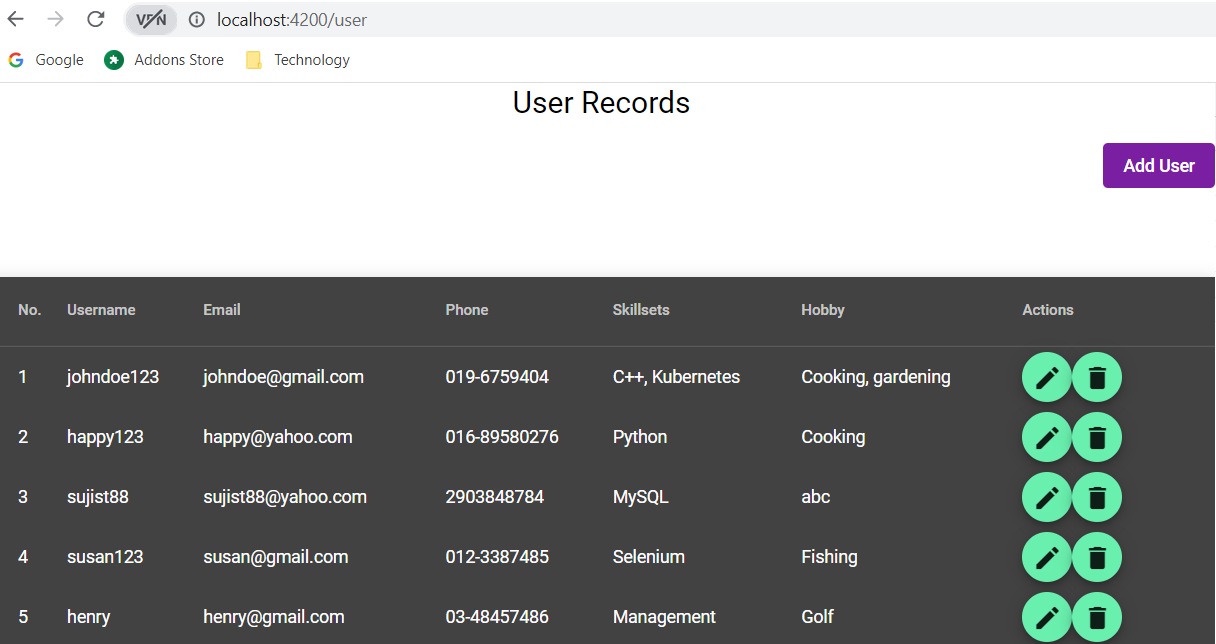 VPN localhost:4200/user
Google Addons Store Technology
User Records
Add User
No. Username Email Phone Skillsets Hobby Actions
1 johndoe123 johndoe@gmail.com 019-6759404 C++, Kubernetes Cooking, gardening
2 happy123 happy@yahoo.com 016-89580276 Python Cooking
3 sujist88 sujist88@yahoo.com 2903848784 MySQL abc
4 susan123 susan@gmail.com 012-3387485 Selenium Fishing
5 henry henry@gmail.com 03-48457486 Management Golf